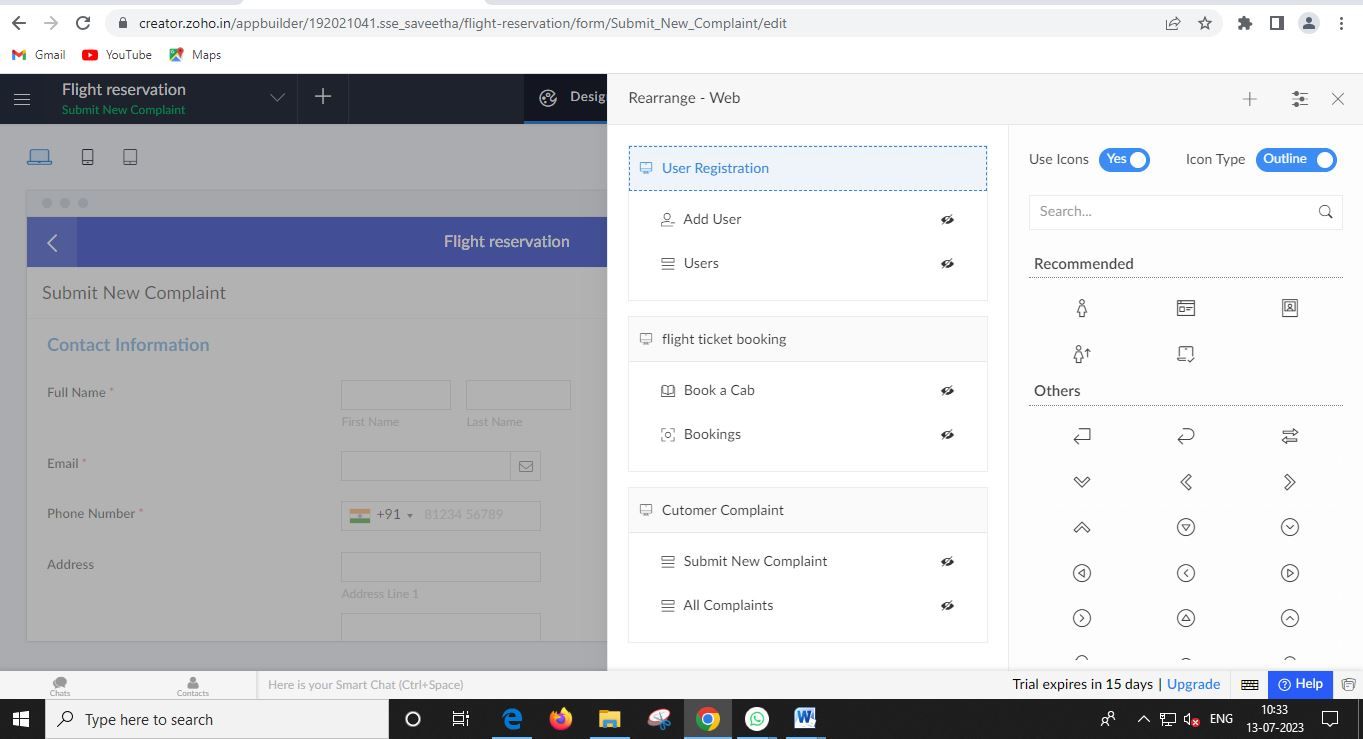 creator.zoho.in/appbuilder/192021041.sse_saveetha/flight-reservation/form/Submit_New_Complaint/edit
Gmail YouTube Maps
Flight reservation
Submit New Complaint
Rearrange - Web
User Registration
Add User
Users
flight ticket booking
Book a Cab
Bookings
Cutomer Complaint
Submit New Complaint
All Complaints
Use Icons Yes Icon Type Outline
Search...
Recommended
Others
Flight reservation
Submit New Complaint
Contact Information
Full Name *
First Name Last Name
Email *
Phone Number * +91 81234 56789
Address
Address Line 1
Chats Contacts Here is your Smart Chat (Ctrl+Space)
Trial expires in 15 days | Upgrade
Help
Type here to search
ENG
10:33
13-07-2023